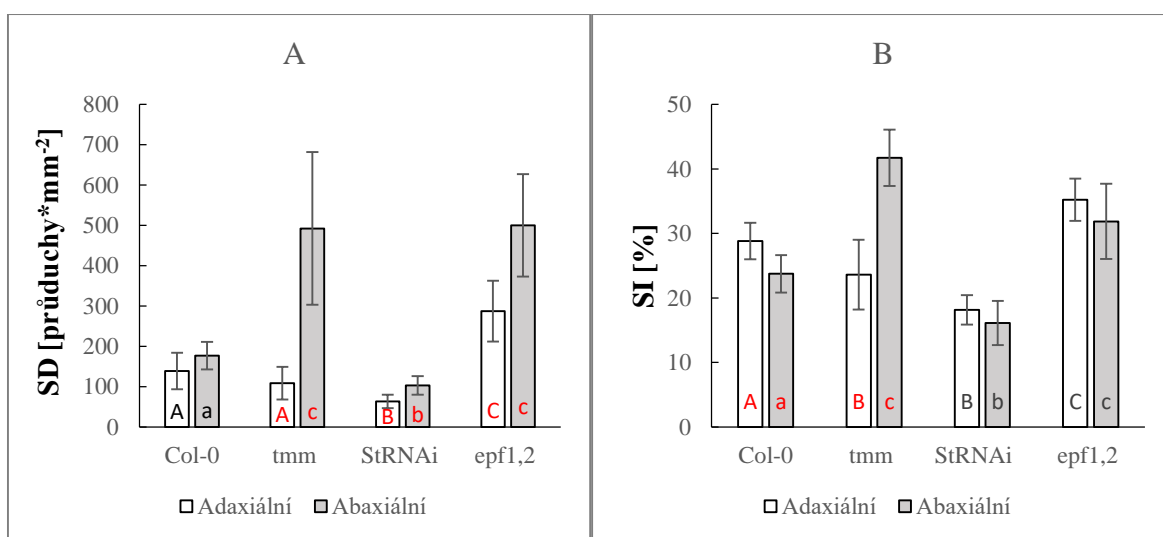 A
SD [průduchy*mm-2]
800
700
600
500
400
300
200
100
0
A a A c B b C c
Col-0 tmm StRNAi epf1,2
Adaxiální Abaxiální
B
SI [%]
50
40
30
20
10
0
A a B c B b C c
Col-0 tmm StRNAi epf1,2
Adaxiální Abaxiální